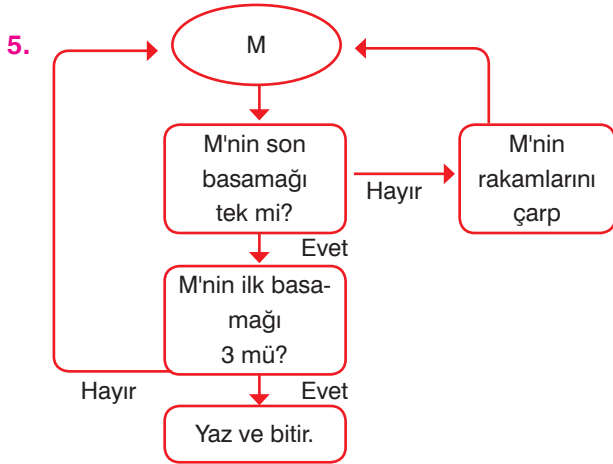 5.
M
M'nin son
basamağı
tek mi?
Hayır
M'nin
rakamlarını
çarp
Evet
M'nin ilk basa-
mağı
3 mü?
Hayır
Evet
Yaz ve bitir.